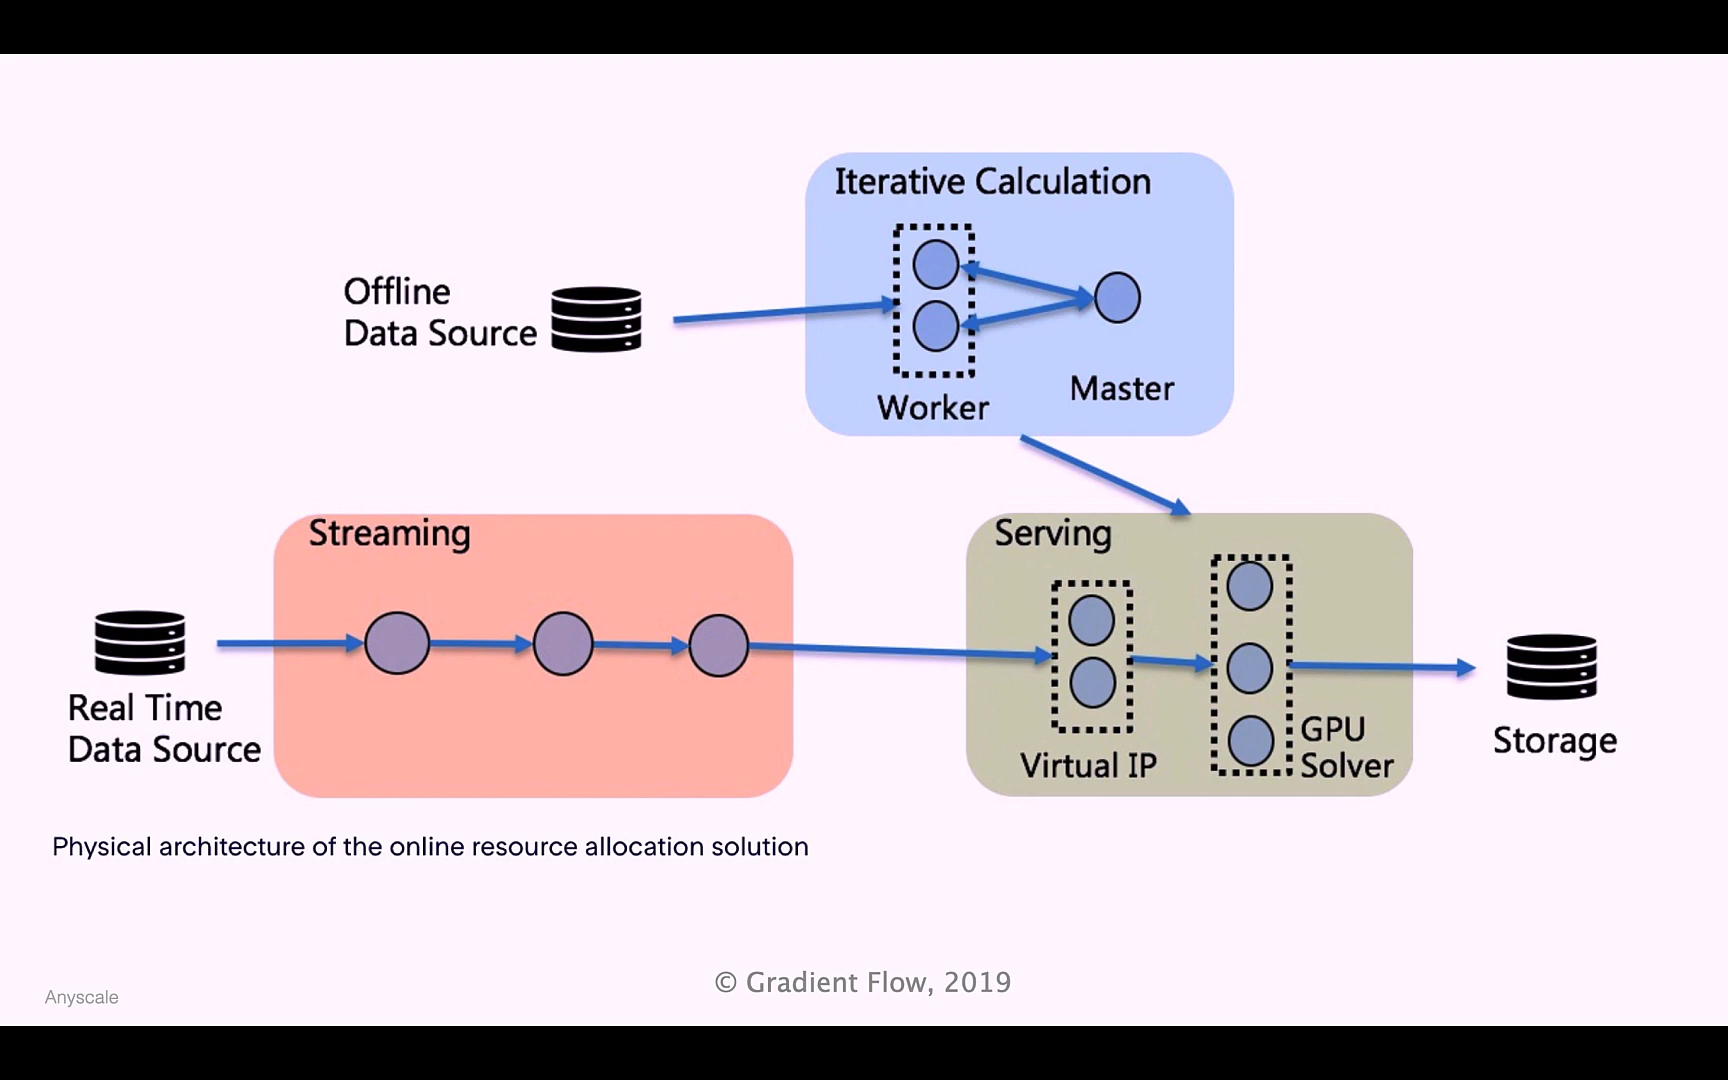 Iterative Calculation
Offline
Data Source
Worker
Master
Streaming
Serving
Real Time
Data Source
Virtual IP
GPU
Solver
Storage
Physical architecture of the online resource allocation solution
© Gradient Flow, 2019
Anyscale